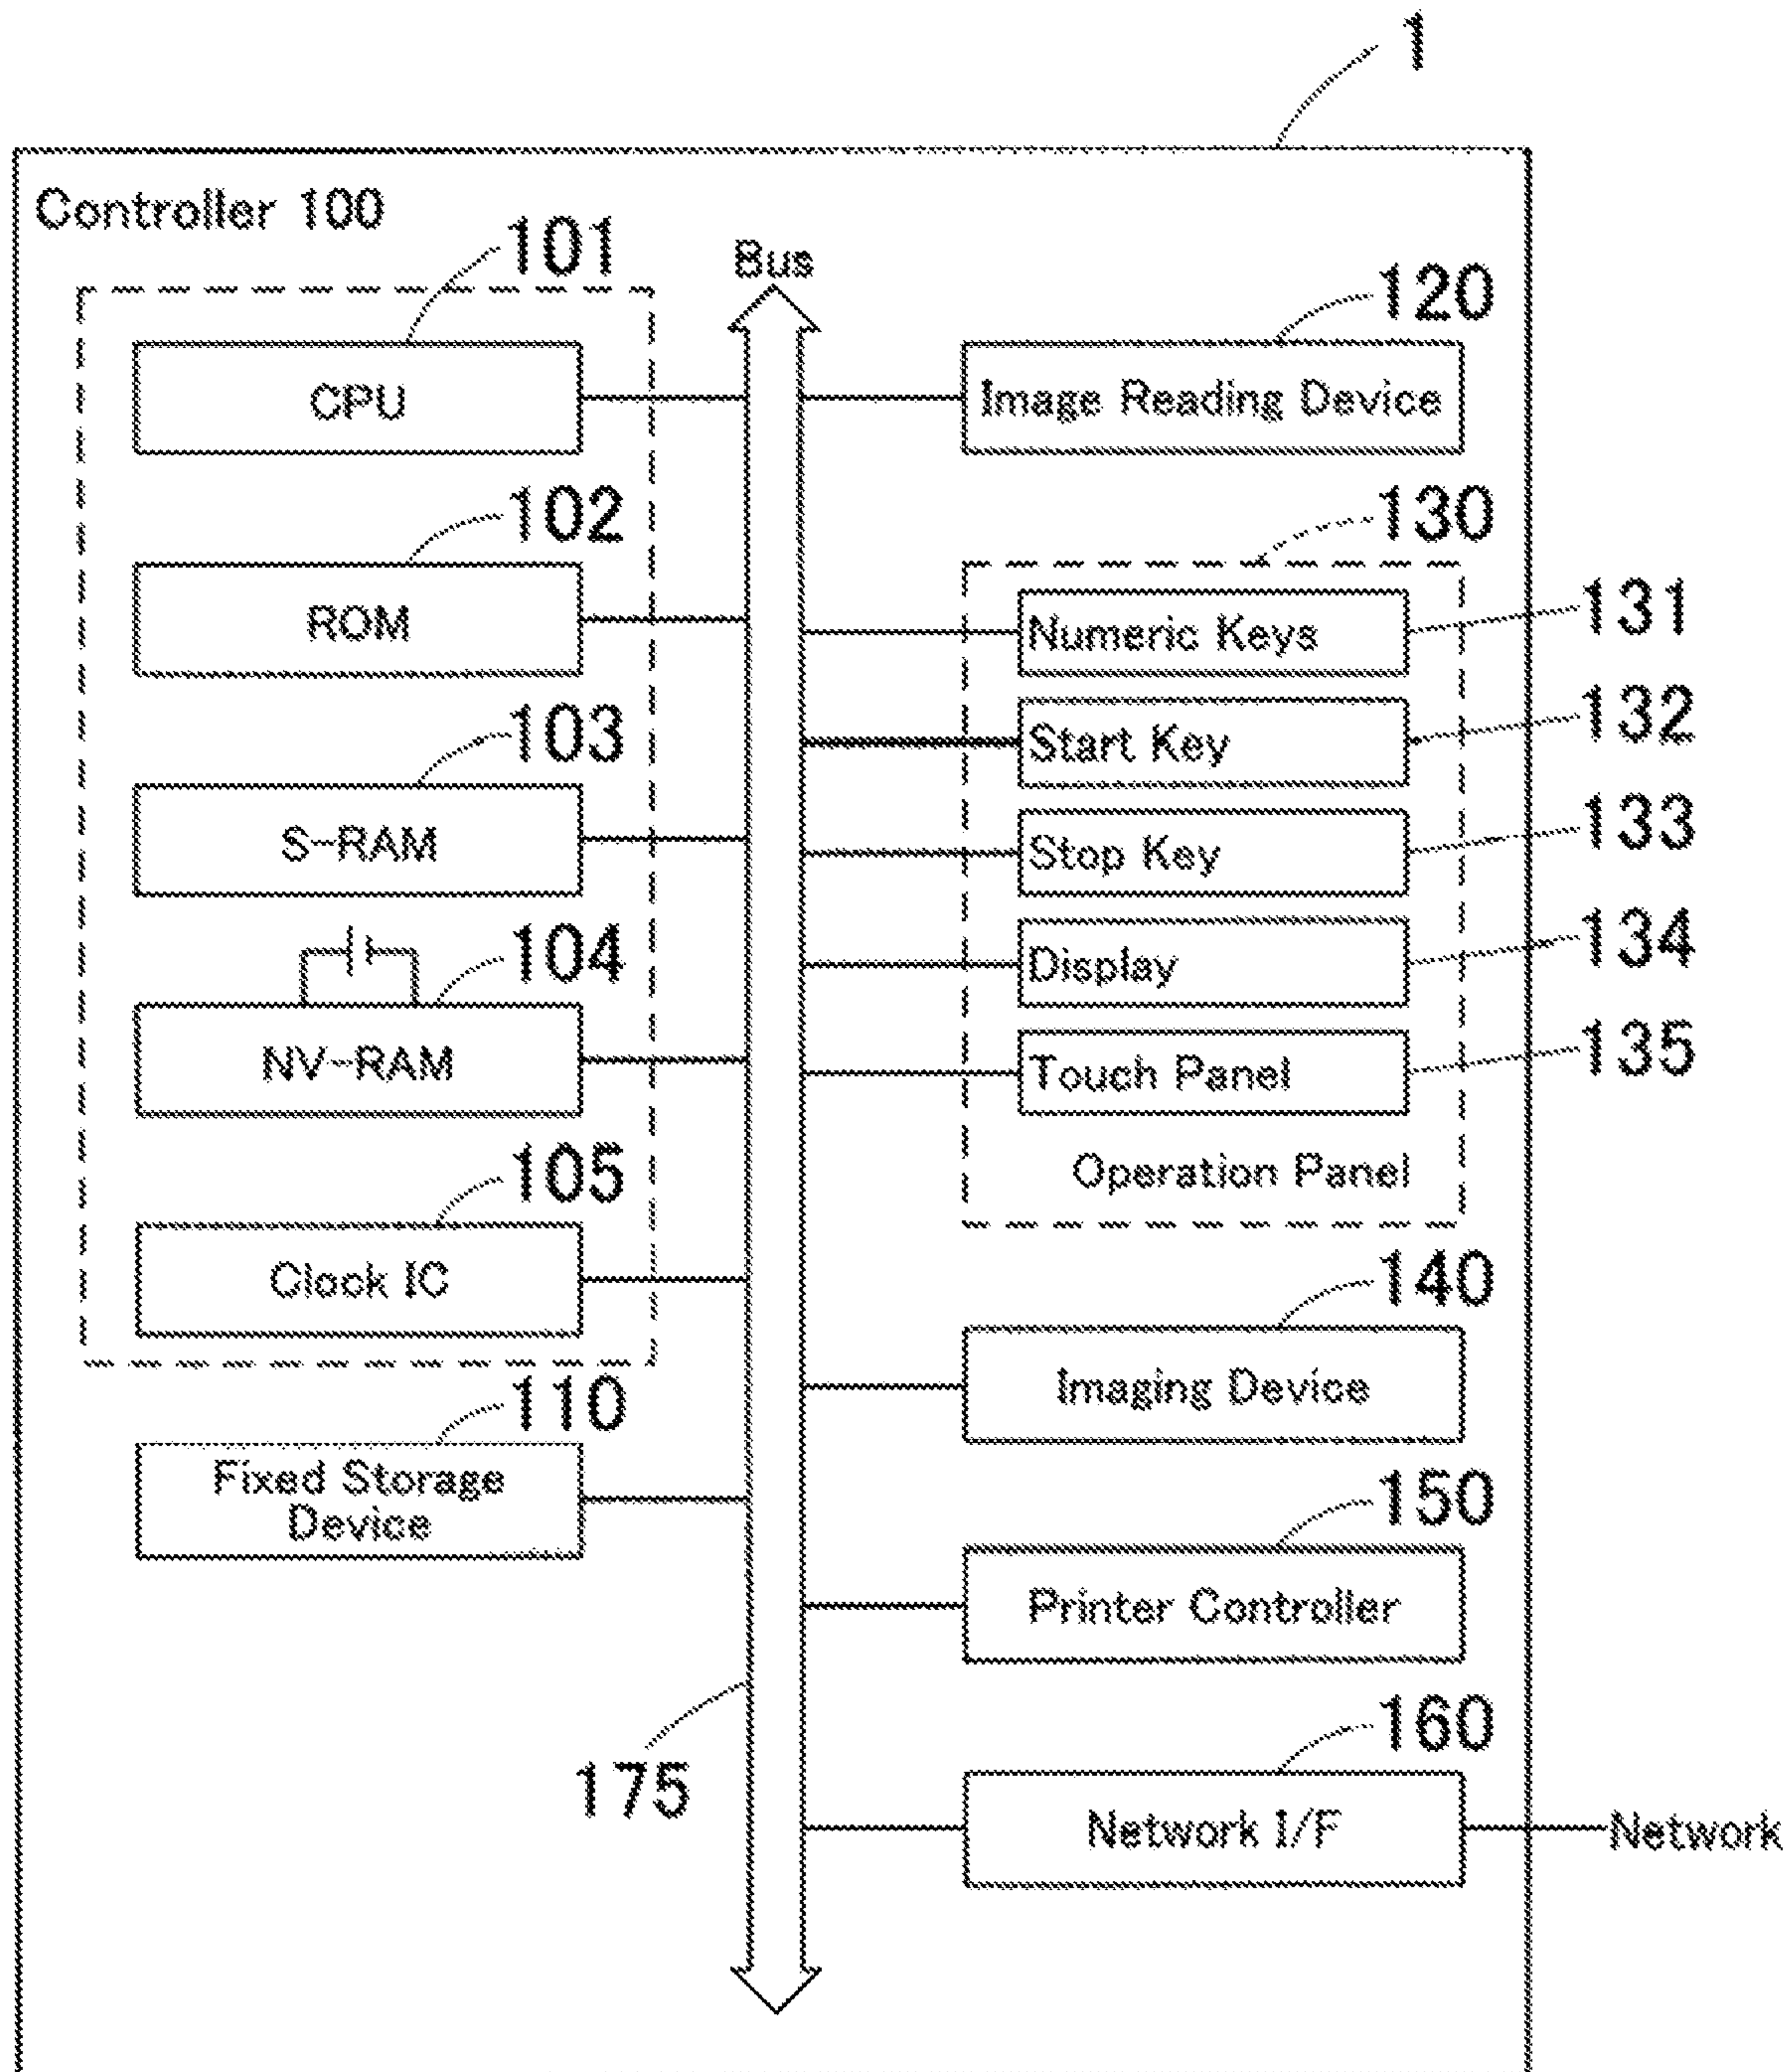 1
Controller 100
101
Bus
120
CPU
Image Reading Device
102
130
ROM
Numeric Keys
131
103
Start Key
132
S-RAM
Stop Key
133
104
Display
134
NV-RAM
Touch Panel
135
105
Operation Panel
Clock IC
140
Imaging Device
110
Fixed Storage
Device
150
Printer Controller
175
160
Network I/F
Network